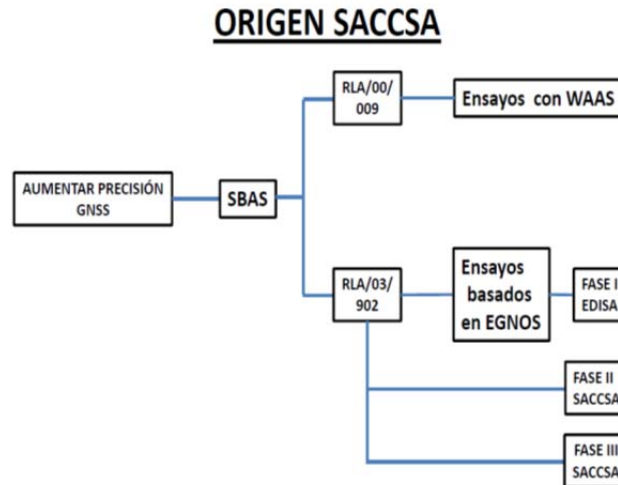 ORIGEN SACCSA
RLA/00/
009
Ensayos con WAAS
AUMENTAR PRECISIÓN
GNSS
SBAS
RLA/03/
902
Ensayos
basados
en EGNOS
FASE I
EDISA
FASE II
SACCSA
FASE III
SACCSA